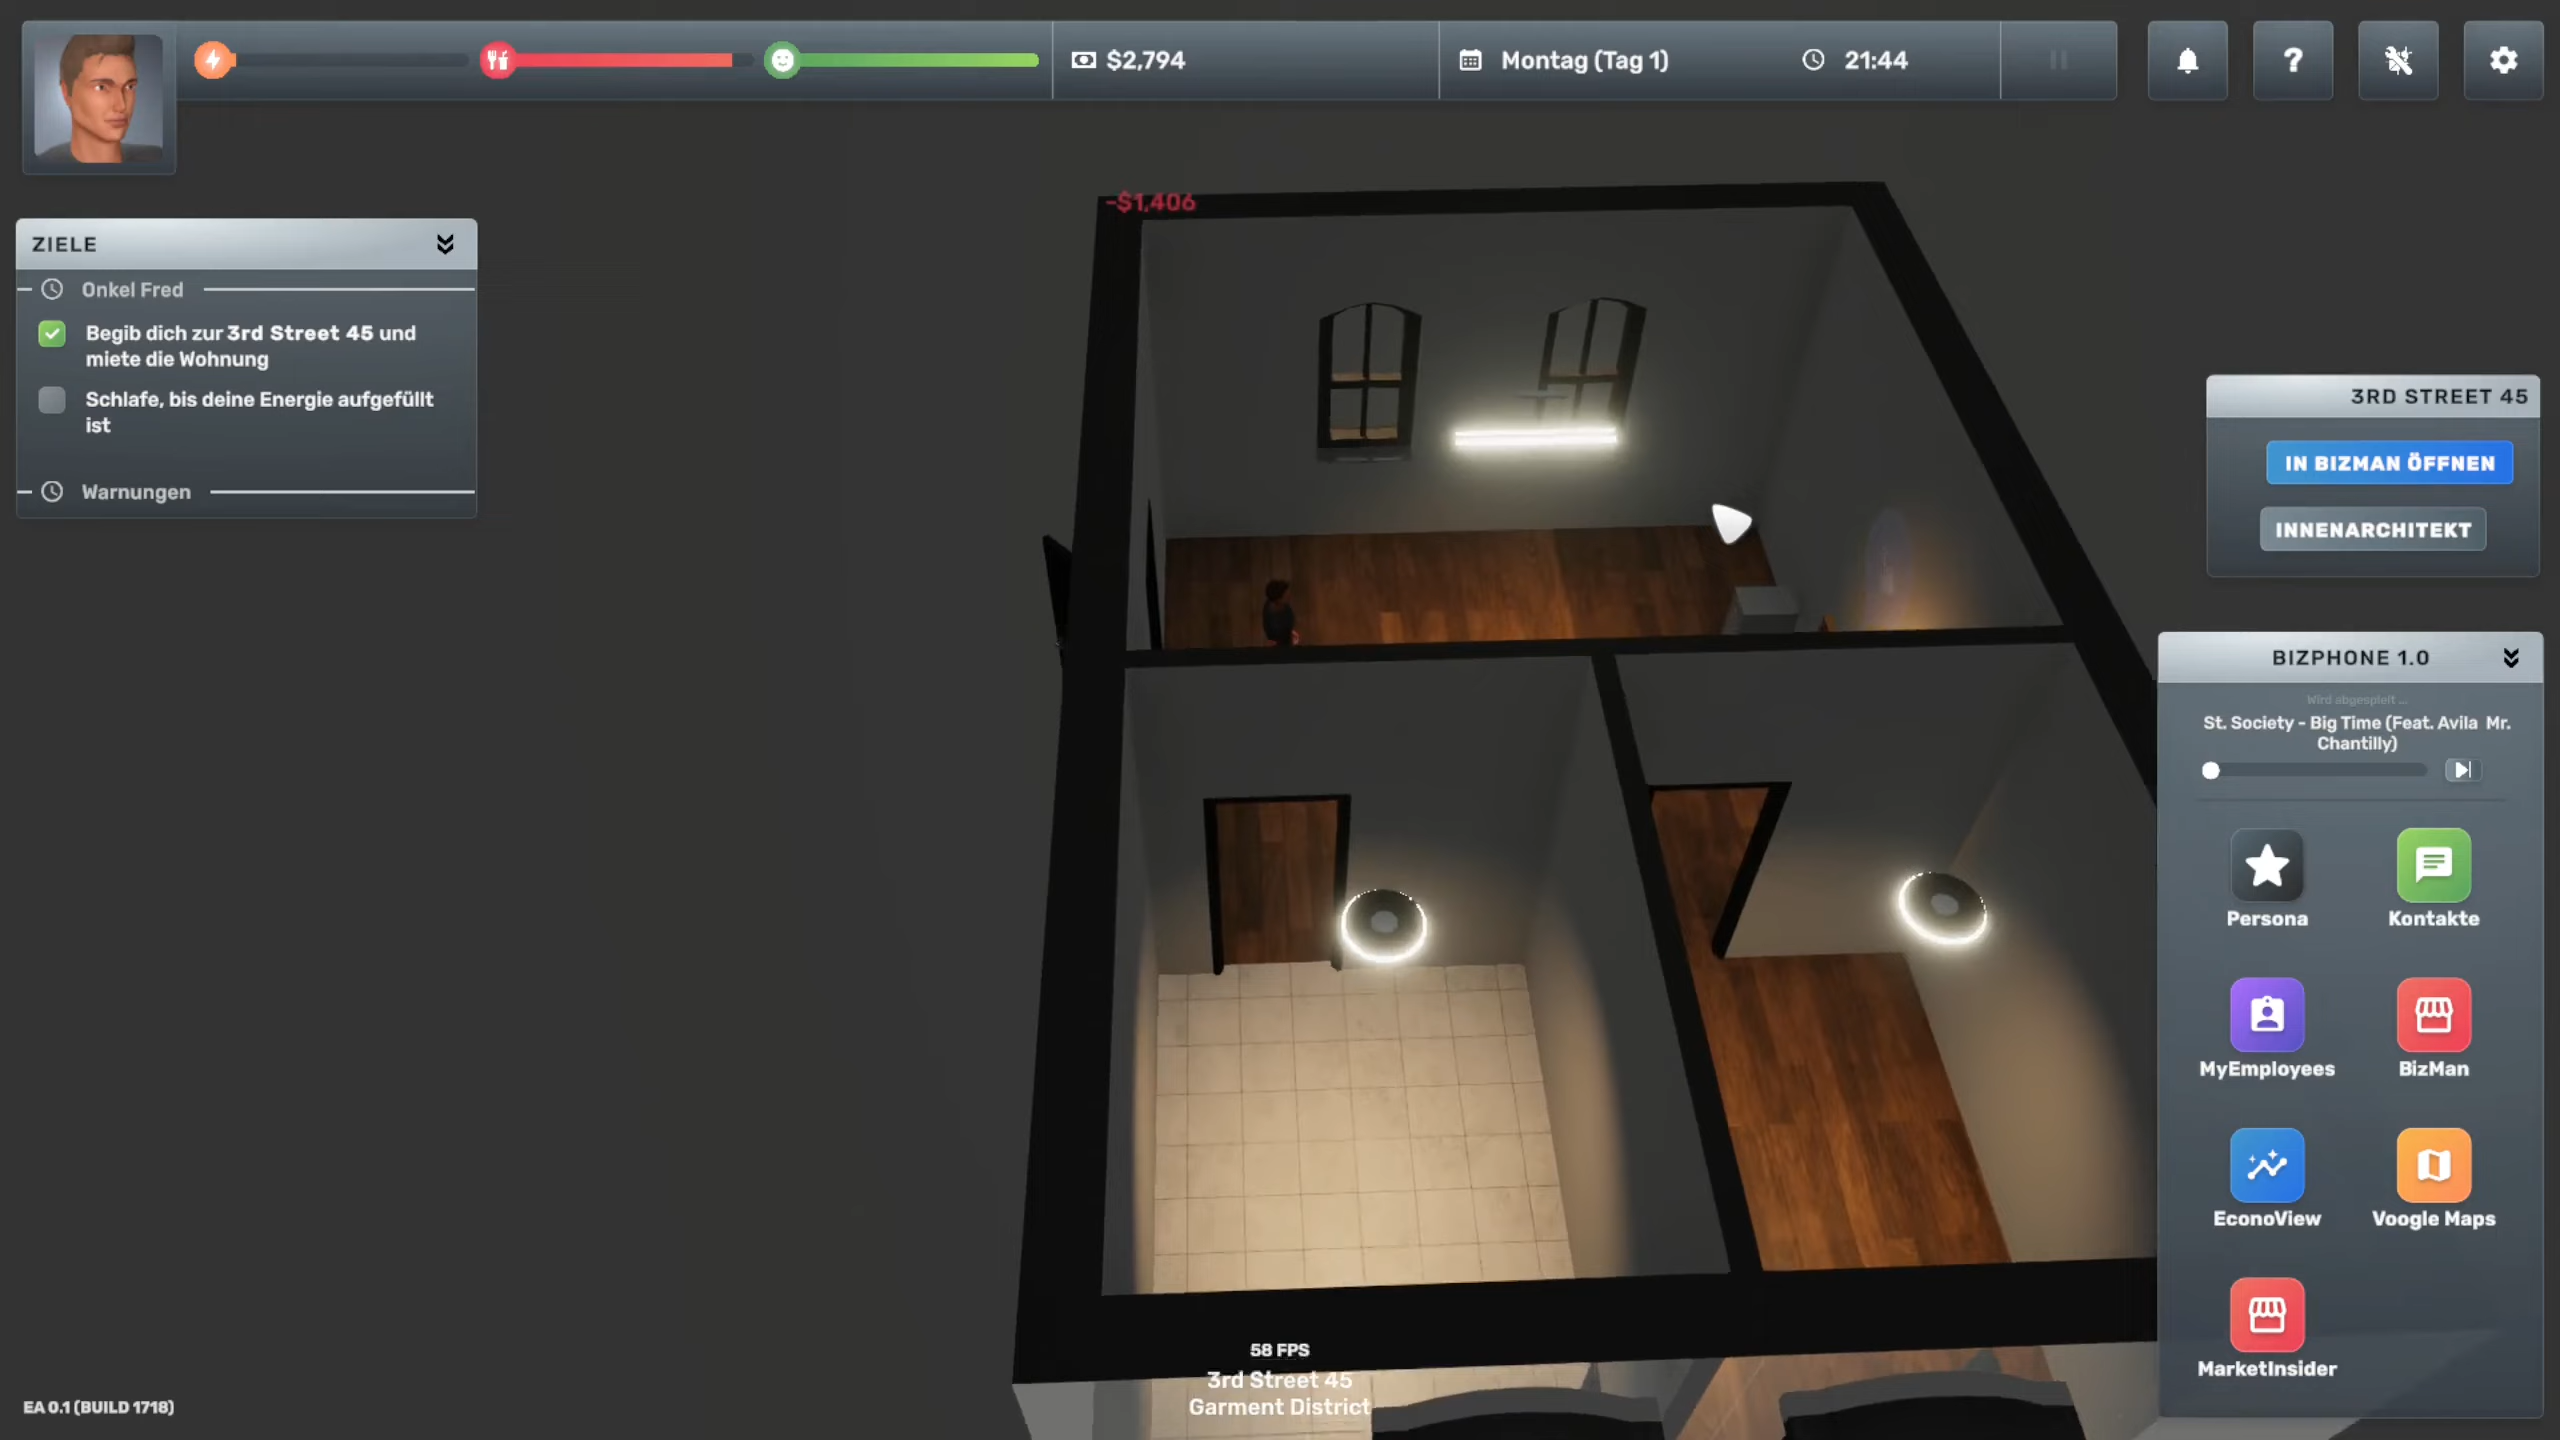 $2,794
Montag (Tag 1)
21:44
-$1,406
ZIELE
Onkel Fred
Begib dich zur 3rd Street 45 und
miete die Wohnung
Schlafe, bis deine Energie aufgefüllt
ist
Warnungen
3RD STREET 45
IN BIZMAN ÖFFNEN
INNENARCHITEKT
BIZPHONE 1.0
Wird abgespielt ...
St. Society - Big Time (Feat. Avila Mr.
Chantilly)
Persona
Kontakte
MyEmployees
BizMan
EconoView
Voogle Maps
MarketInsider
58 FPS
3rd Street 45
Garment District
EA 0.1 (BUILD 1718)